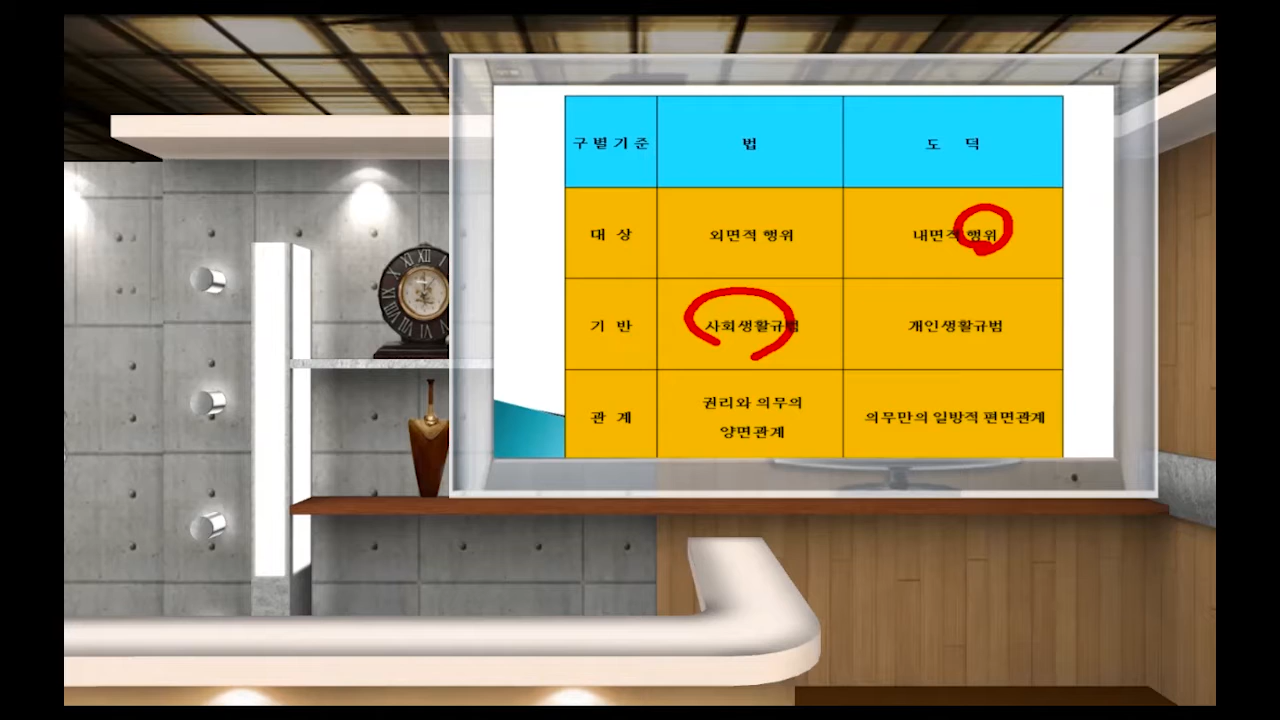 구별기준 법 도 덕
대 상 외면적 행위 내면적 행위
기 반 사회생활규범 개인생활규범
관 계 권리와 의무의 양면관계 의무만의 일방적 편면관계